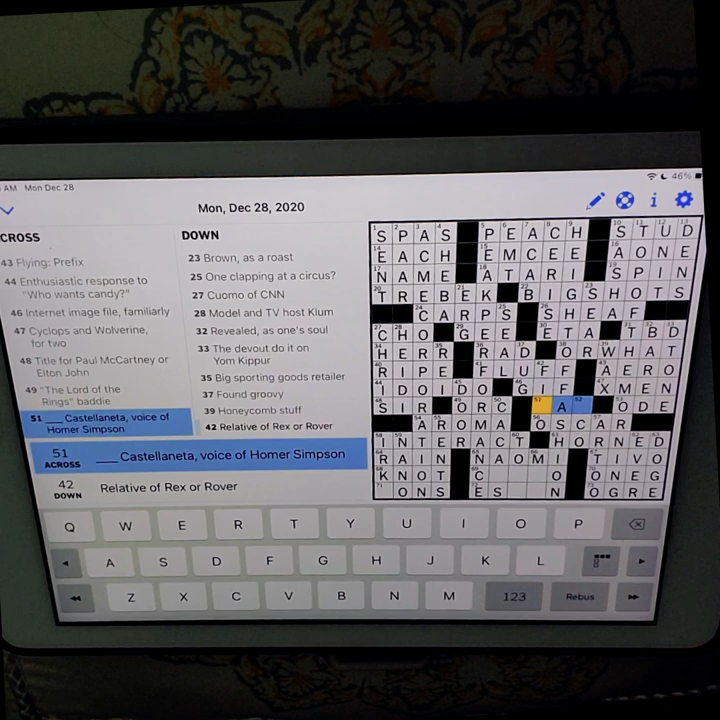 AM Mon Dec 28
46%
Mon, Dec 28, 2020
CROSS
43 Flying: Prefix
44 Enthusiastic response to
"Who wants candy?"
46 Internet image file, familiarly
47 Cyclops and Wolverine,
for two
48 Title for Paul McCartney or
Elton John
49 "The Lord of the
Rings" baddie
51 ___ Castellaneta, voice of
Homer Simpson
DOWN
23 Brown, as a roast
25 One clapping at a circus?
27 Cuomo of CNN
28 Model and TV host Klum
32 Revealed, as one's soul
33 The devout do it on
Yom Kippur
35 Big sporting goods retailer
37 Found groovy
39 Honeycomb stuff
42 Relative of Rex or Rover
51 ACROSS ___ Castellaneta, voice of Homer Simpson
42 DOWN Relative of Rex or Rover
SPAS PEACH STUD
EACH EMCEE AONE
NAME ATARI SPIN
TREBEK BIGSHOTS
CARPS SHEAF
CHO GEE ETA TBD
HERR RAD ORWHAT
RIPE FLUFF AERO
IDOIDO GIF XMEN
SIR ORC A ODE
AROMA OSCAR
INTERACT HORNED
RAIN NAOMI TIVO
KNOT C O ONEG
ONS ES N OGRE
Q W E R T Y U I O P
A S D F G H J K L
Z X C V B N M 123 Rebus